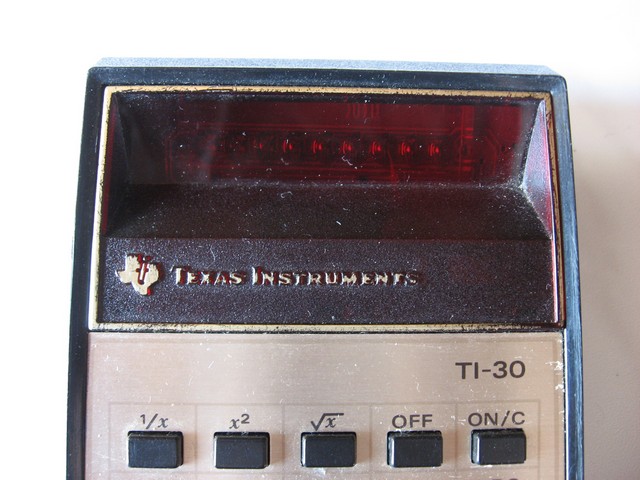 TEXAS INSTRUMENTS
TI-30
1/x x² √x OFF ON/C